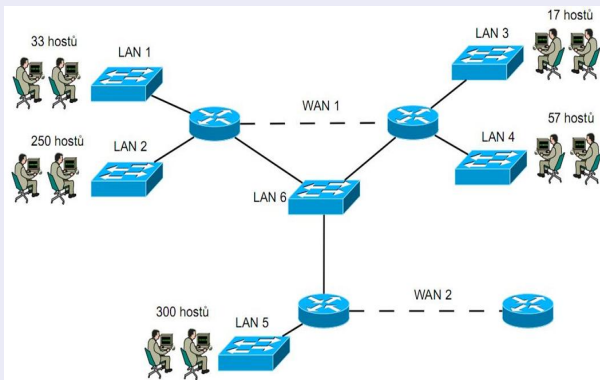 17 hostů
33 hostů
LAN 1
LAN 3
WAN 1
250 hostů
LAN 2
57 hostů
LAN 4
LAN 6
WAN 2
300 hostů
LAN 5